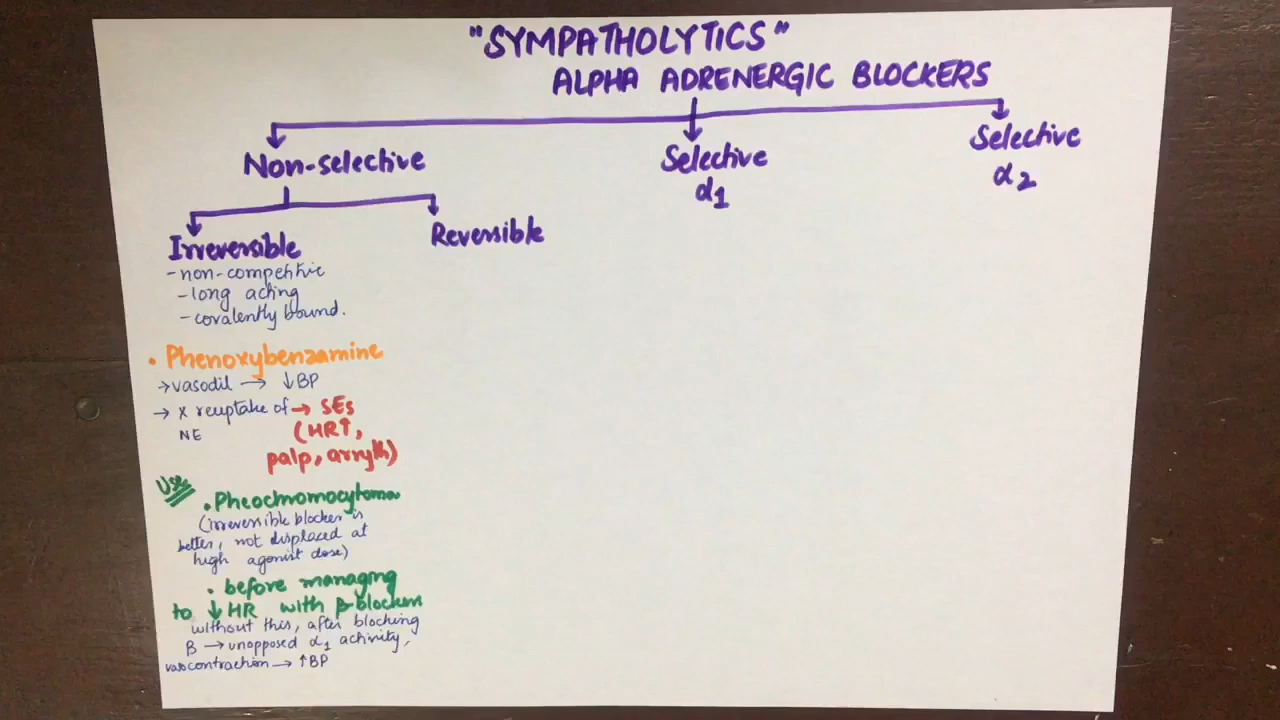 "SYMPATHOLYTICS"
ALPHA ADRENERGIC BLOCKERS
Non-selective
Selective
α1
Selective
α2
Irreversible
Reversible
-non-competitive
-long acting
-covalently bound.
• Phenoxybenzamine
→vasodil → ↓BP
→ x reuptake of → SEs
NE
(HR↑,
palp, arryth)
Use
• Pheochromocytoma
(irreversible blocker is
better, not displaced at
high agonist dose)
• before managing
to ↓HR with β-blockers
without this, after blocking
β → unopposed α1 activity,
vasocontraction → ↑BP